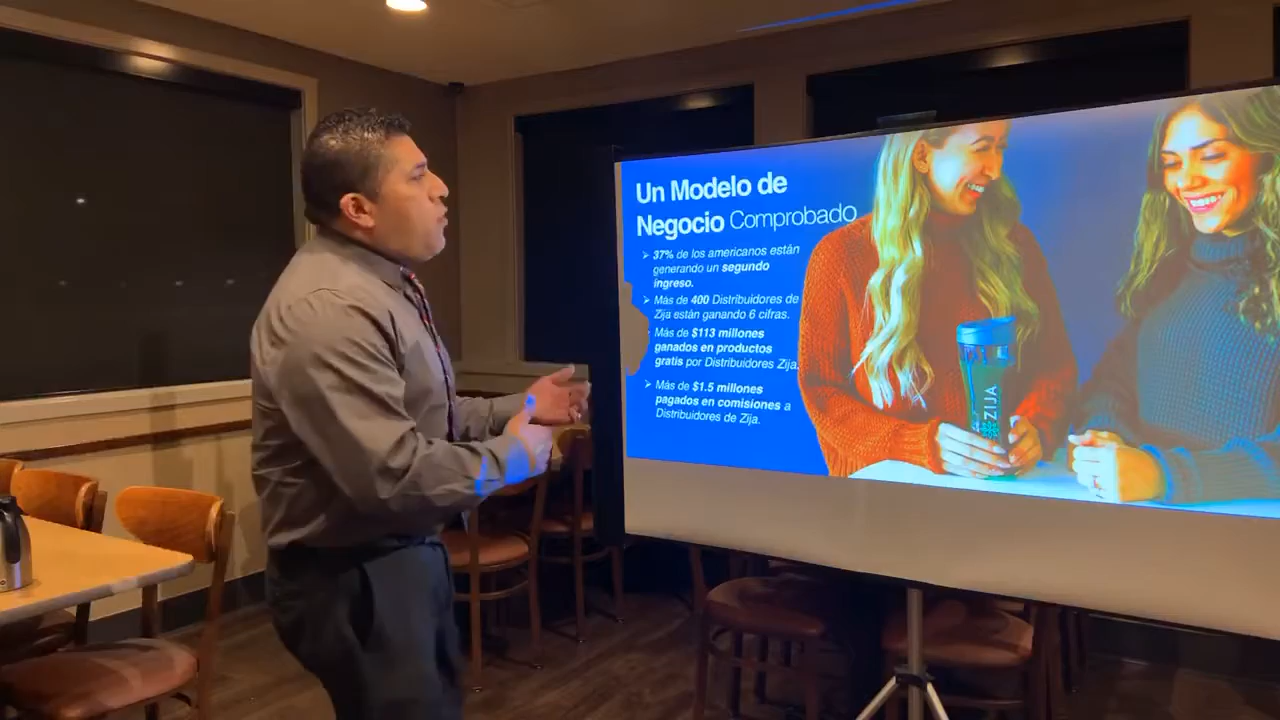 Un Modelo de
Negocio Comprobado
37% de los americanos están
generando un segundo
ingreso.
Más de 400 Distribuidores de
Zija están ganando 6 cifras.
Más de $113 millones
ganados en productos
gratis por Distribuidores Zija.
Más de $1.5 millones
pagados en comisiones a
Distribuidores de Zija.
ZIJA